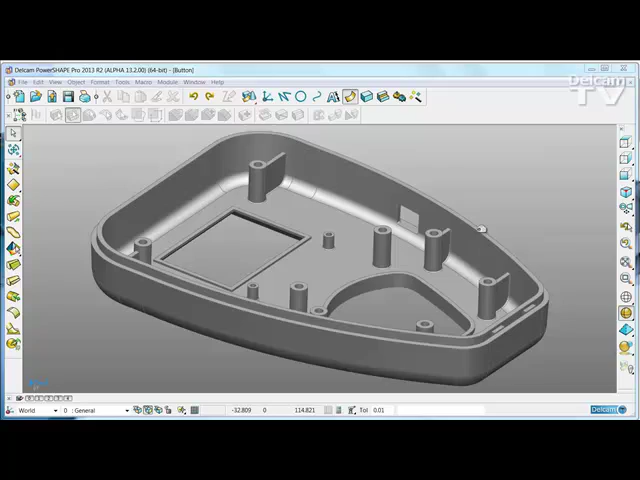 Delcam PowerSHAPE Pro 2013 R2 (ALPHA 13.2.00) (64-bit) - [Button]
File Edit View Object Format Tools Macro Module Window Help
Delcam
TV
World 0 : General -32.809 0 114.821 Tol 0.01 Delcam